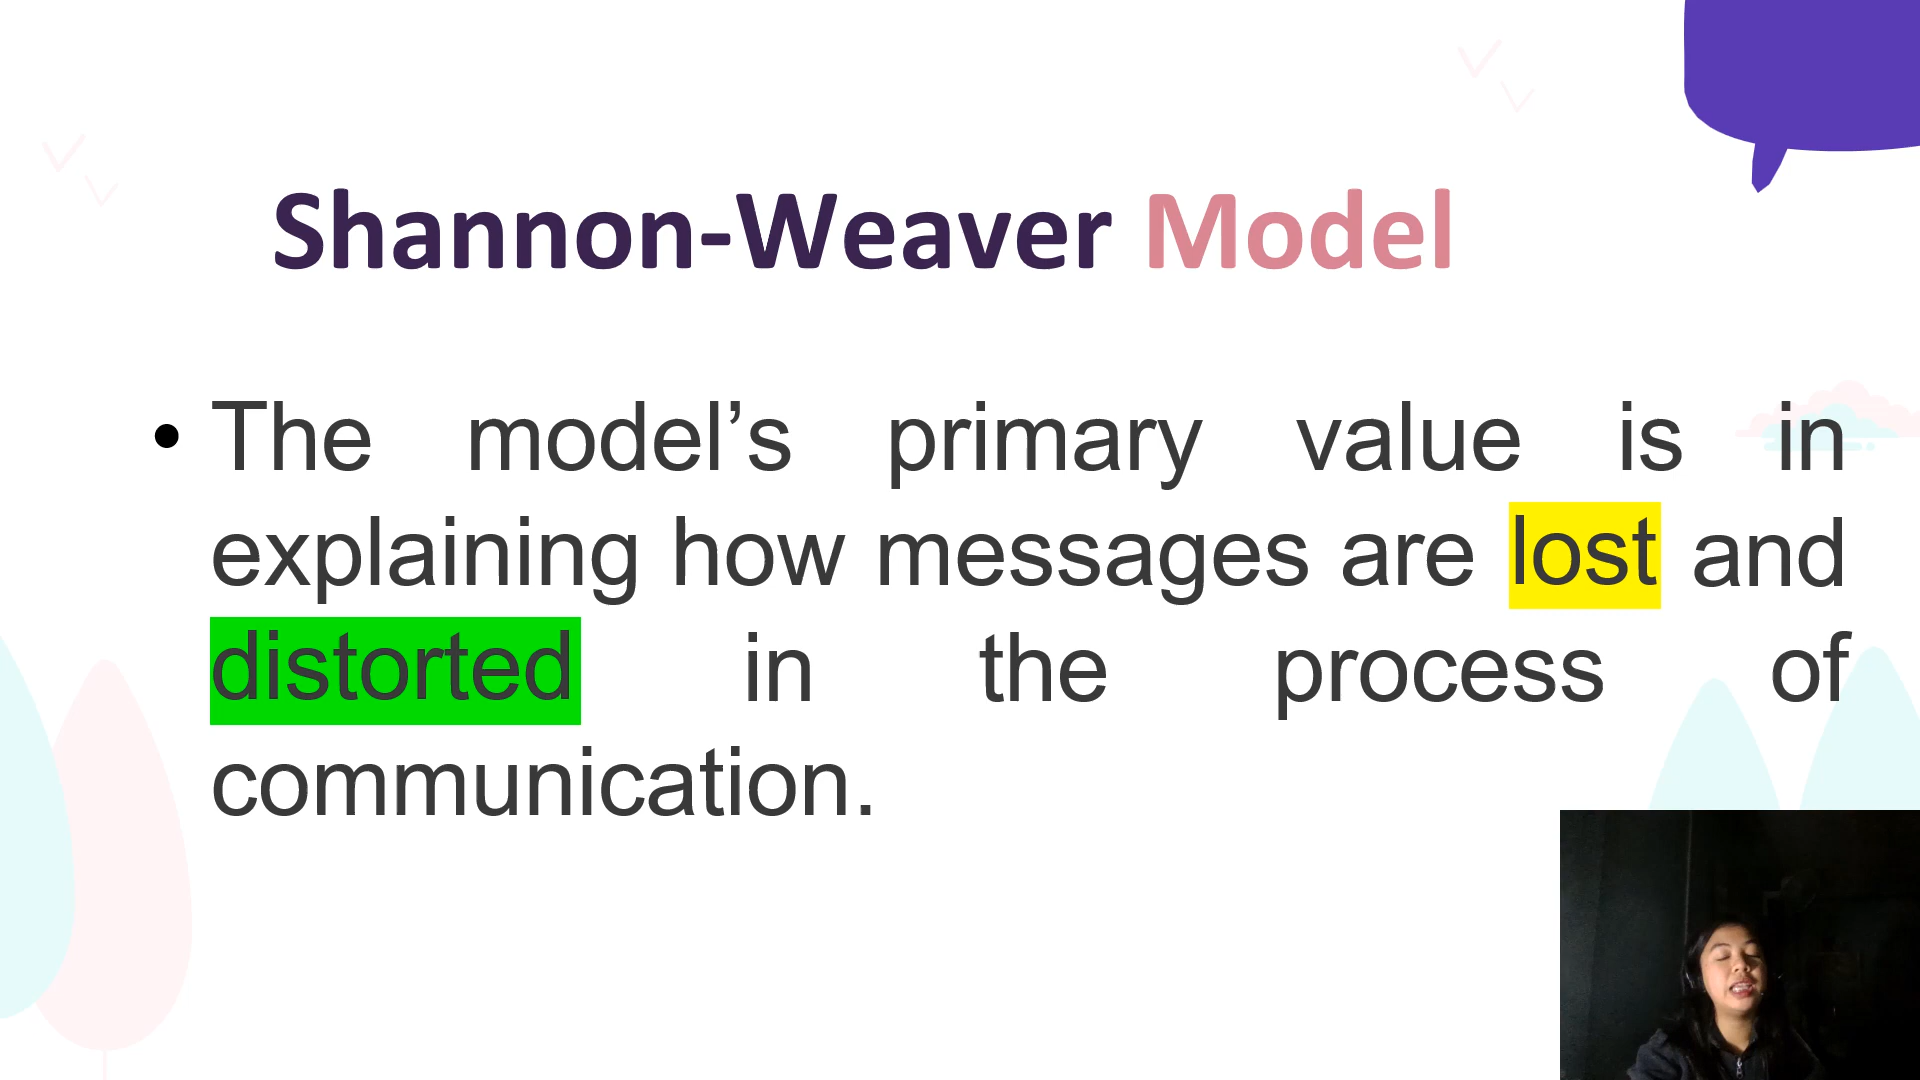 Shannon-Weaver Model
• The model’s primary value is in
explaining how messages are lost and
distorted in the process of
communication.